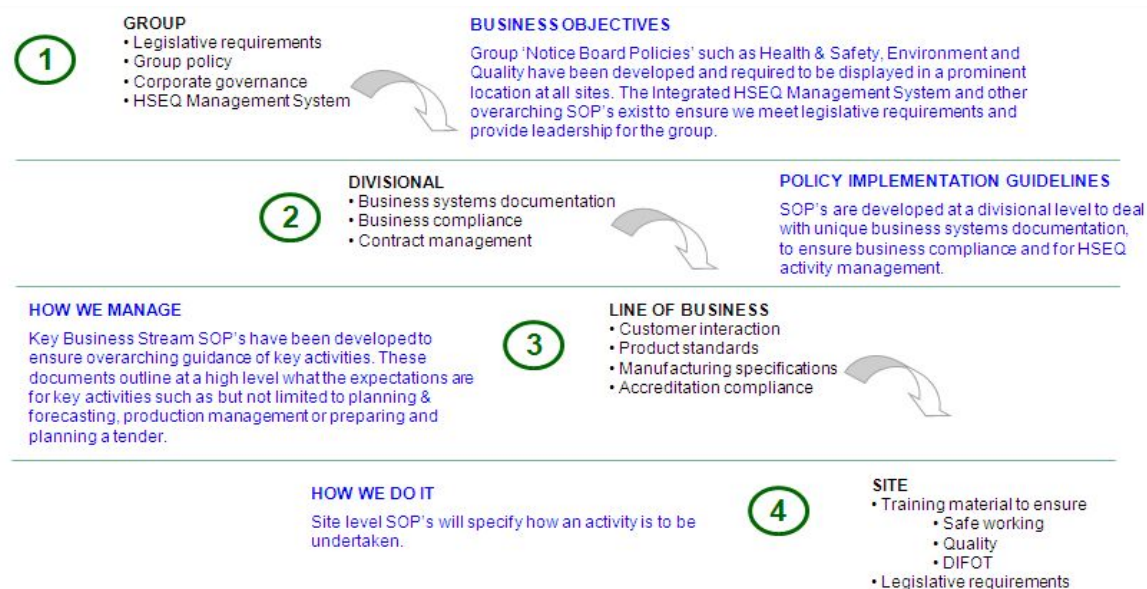 1
GROUP
• Legislative requirements
• Group policy
• Corporate governance
• HSEQ Management System
BUSINESS OBJECTIVES
Group ‘Notice Board Policies’ such as Health & Safety, Environment and
Quality have been developed and required to be displayed in a prominent
location at all sites. The Integrated HSEQ Management System and other
overarching SOP's exist to ensure we meet legislative requirements and
provide leadership for the group.
2
DIVISIONAL
• Business systems documentation
• Business compliance
• Contract management
POLICY IMPLEMENTATION GUIDELINES
SOP's are developed at a divisional level to deal
with unique business systems documentation,
to ensure business compliance and for HSEQ
activity management.
HOW WE MANAGE
Key Business Stream SOP's have been developed to
ensure overarching guidance of key activities. These
documents outline at a high level what the expectations are
for key activities such as but not limited to planning &
forecasting, production management or preparing and
planning a tender.
3
LINE OF BUSINESS
• Customer interaction
• Product standards
• Manufacturing specifications
• Accreditation compliance
HOW WE DO IT
Site level SOP's will specify how an activity is to be
undertaken.
4
SITE
• Training material to ensure
• Safe working
• Quality
• DIFOT
• Legislative requirements